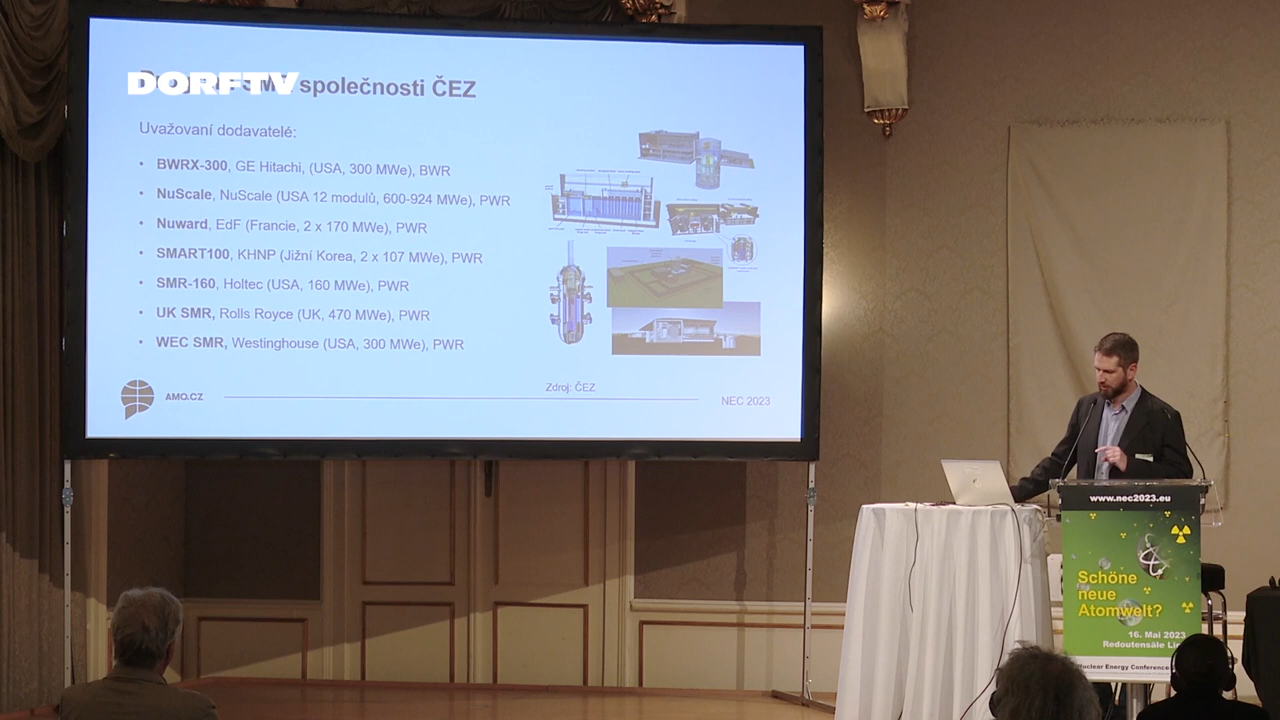 DORFTV
společnosti ČEZ
Uvažovaní dodavatelé:
• BWRX-300, GE Hitachi, (USA, 300 MWe), BWR
• NuScale, NuScale (USA 12 modulů, 600-924 MWe), PWR
• Nuward, EdF (Francie, 2 x 170 MWe), PWR
• SMART100, KHNP (Jižní Korea, 2 x 107 MWe), PWR
• SMR-160, Holtec (USA, 160 MWe), PWR
• UK SMR, Rolls Royce (UK, 470 MWe), PWR
• WEC SMR, Westinghouse (USA, 300 MWe), PWR
Zdroj: ČEZ
AMO.CZ
NEC 2023
www.nec2023.eu
Schöne
neue
Atomwelt?
16. Mai 2023
Redoutensäle Li
Nuclear Energy Conference